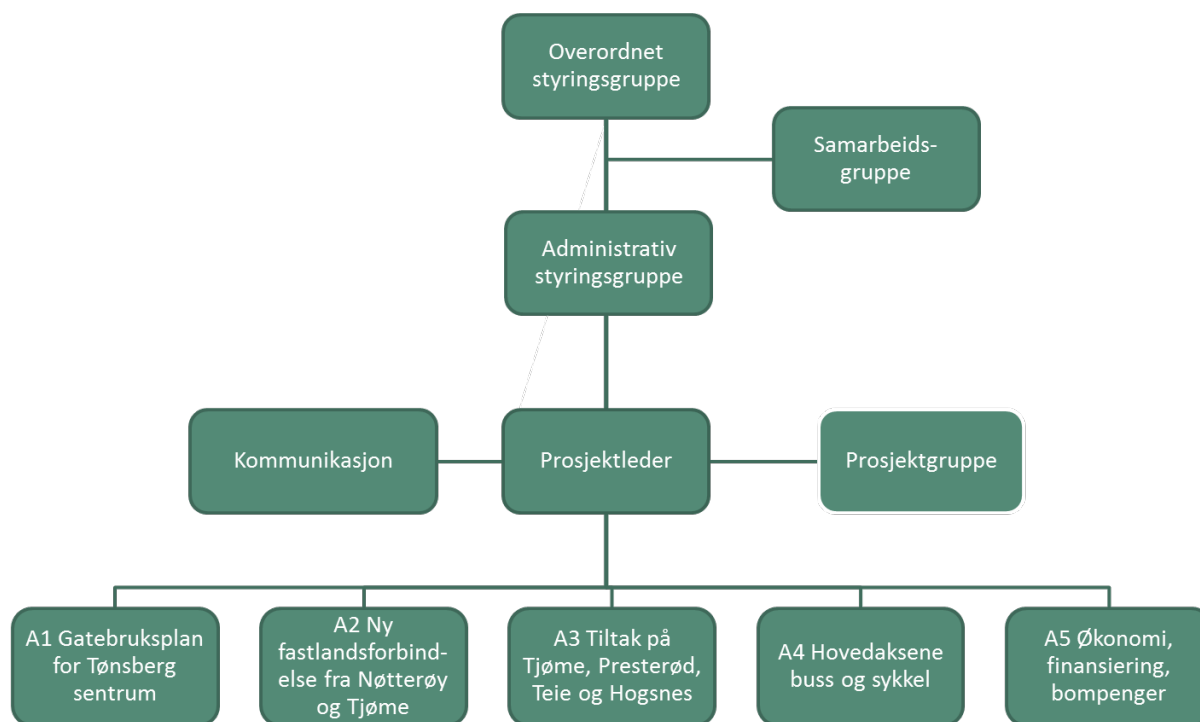 Overordnet
styringsgruppe
Samarbeids-
gruppe
Administrativ
styringsgruppe
Kommunikasjon
Prosjektleder
Prosjektgruppe
A1 Gatebruksplan
for Tønsberg
sentrum
A2 Ny
fastlandsforbind-
else fra Nøtterøy
og Tjøme
A3 Tiltak på
Tjøme, Presterød,
Teie og Hogsnes
A4 Hovedaksene
buss og sykkel
A5 Økonomi,
finansiering,
bompenger